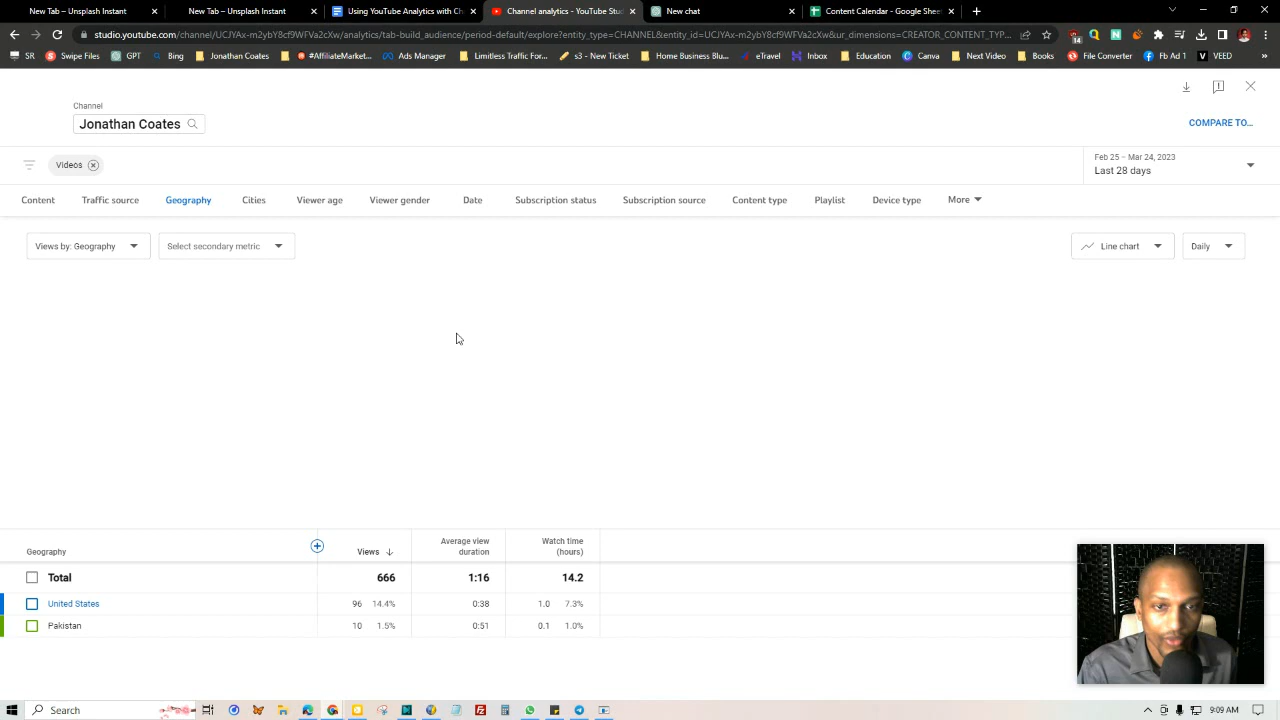 New Tab – Unsplash Instant
New Tab – Unsplash Instant
Using YouTube Analytics with Ch
Channel analytics - YouTube Stud
New chat
Content Calendar - Google Shee
studio.youtube.com/channel/UCJYAx-m2ybY8cf9WFVa2cXw/analytics/tab-build_audience/period-default/explore?entity_type=CHANNEL&entity_id=UCJYAx-m2ybY8cf9WFVa2cXw&ur_dimensions=CREATOR_CONTENT_TYP...
14
SR
Swipe Files
GPT
Bing
Jonathan Coates
#AffiliateMarket...
Ads Manager
Limitless Traffic For...
s3 - New Ticket
Home Business Blu...
eTravel
Inbox
Education
Canva
Next Video
Books
File Converter
Fb Ad 1
VEED
Channel
Jonathan Coates
COMPARE TO...
Videos
Feb 25 – Mar 24, 2023
Last 28 days
Content
Traffic source
Geography
Cities
Viewer age
Viewer gender
Date
Subscription status
Subscription source
Content type
Playlist
Device type
More
Views by: Geography
Select secondary metric
Line chart
Daily
Geography
Views
Average view
duration
Watch time
(hours)
Total 666 1:16 14.2
United States 96 14.4% 0:38 1.0 7.3%
Pakistan 10 1.5% 0:51 0.1 1.0%
Search
9:09 AM